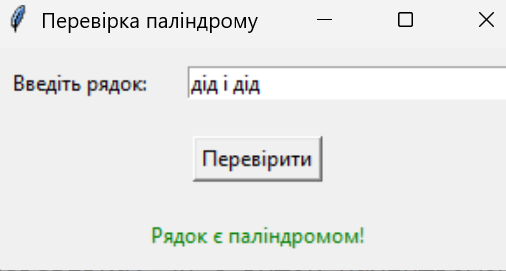 Перевірка паліндрому
Введіть рядок: дід і дід
Перевірити
Рядок є паліндромом!